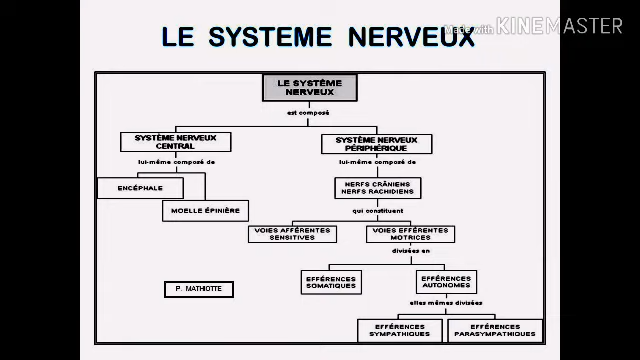 LE SYSTEME NERVEUX
Made with KINEMASTER
LE SYSTÈME
NERVEUX
est composé
SYSTÈME NERVEUX
CENTRAL
SYSTÈME NERVEUX
PÉRIPHÉRIQUE
lui-même composé de
lui-même composé de
ENCÉPHALE
NERFS CRÂNIENS
NERFS RACHIDIENS
MOELLE ÉPINIÈRE
qui constituent
VOIES AFFÉRENTES
SENSITIVES
VOIES EFFÉRENTES
MOTRICES
divisées en
EFFÉRENCES
SOMATIQUES
EFFÉRENCES
AUTONOMES
P. MATHIOTTE
elles mêmes divisées
EFFÉRENCES
SYMPATHIQUES
EFFÉRENCES
PARASYMPATHIQUES